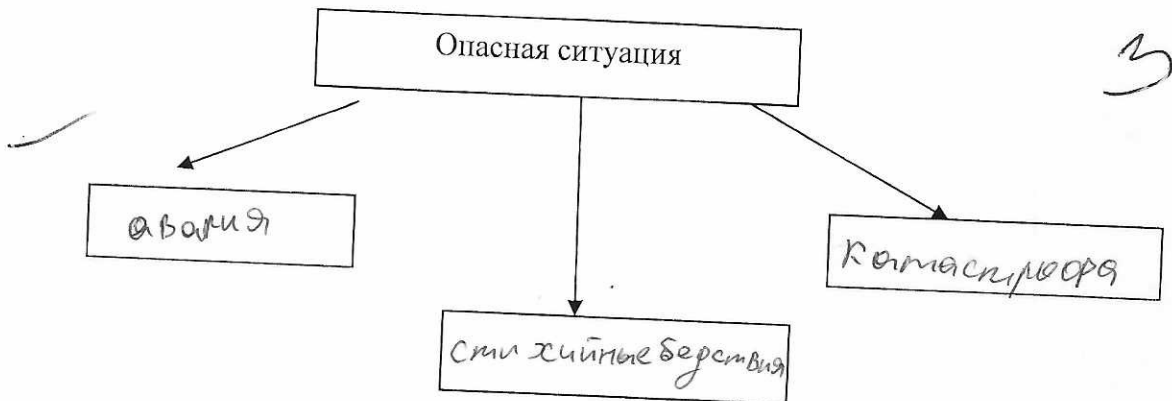 Опасная ситуация
3
авария
катастрофа
стихийные бедствия